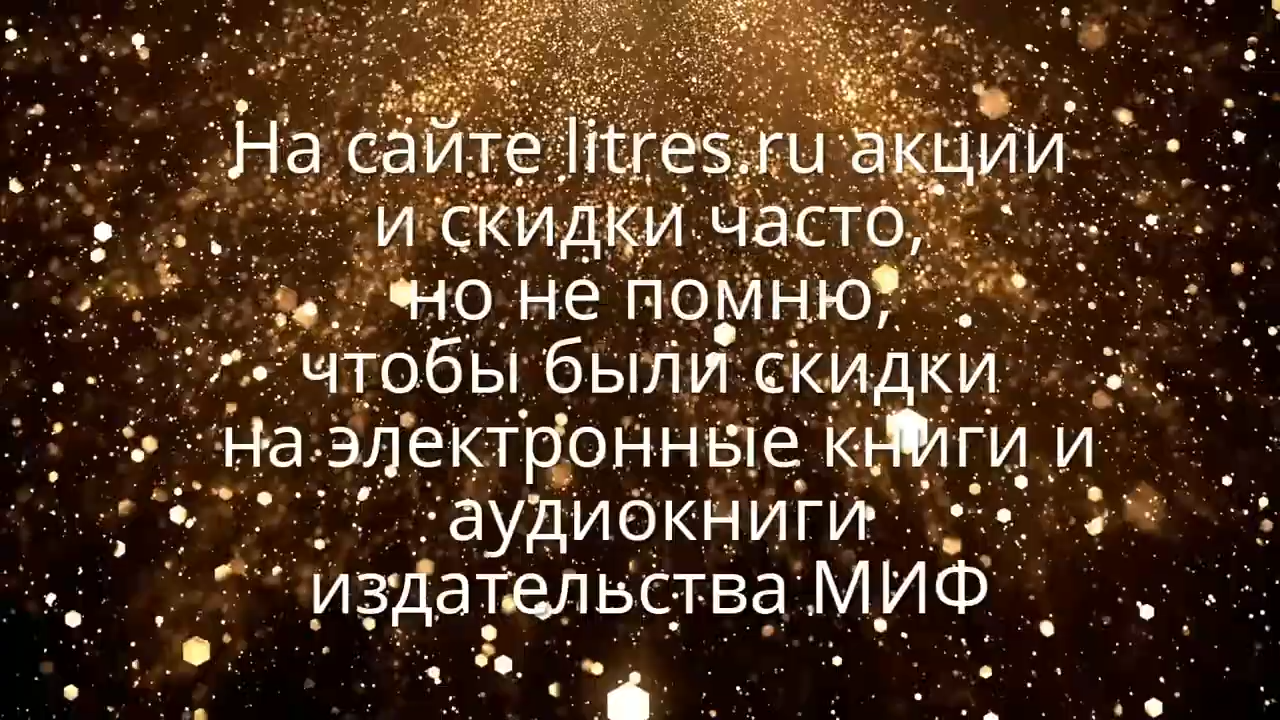 На сайте litres.ru акции
и скидки часто,
но не помню,
чтобы были скидки
на электронные книги и
аудиокниги
издательства МИФ